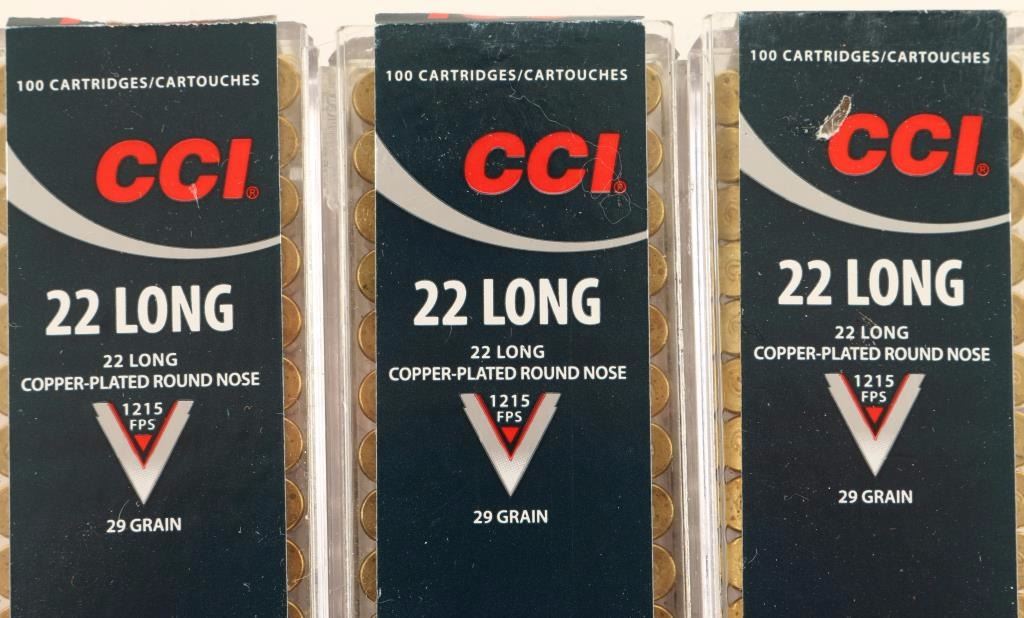 100 CARTRIDGES/CARTOUCHES
CCI®
22 LONG
22 LONG
COPPER-PLATED ROUND NOSE
1215
FPS
29 GRAIN
100 CARTRIDGES/CARTOUCHES
CCI®
22 LONG
22 LONG
COPPER-PLATED ROUND NOSE
1215
FPS
29 GRAIN
100 CARTRIDGES/CARTOUCHES
CCI®
22 LONG
22 LONG
COPPER-PLATED ROUND NOSE
1215
FPS
29 GRAIN